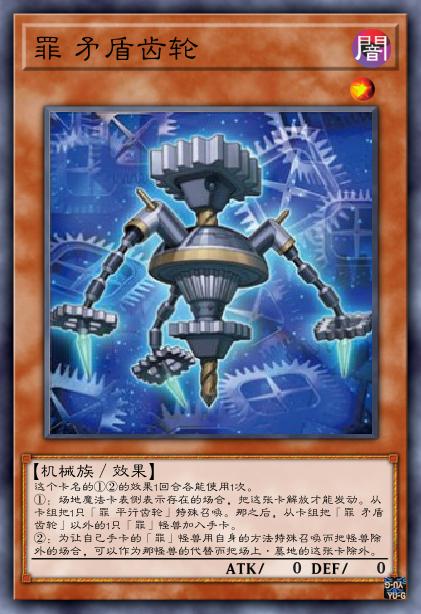 罪 矛盾齿轮
闇
【机械族／效果】
这个卡名的①②的效果1回合各能使用1次。
①：场地魔法卡表侧表示存在的场合，把这张卡解放才能发动。从
卡组把1只「罪 平行齿轮」特殊召唤。那之后，从卡组把「罪 矛盾
齿轮」以外的1只「罪」怪兽加入手卡。
②：为让自己手卡的「罪」怪兽用自身的方法特殊召唤而把怪兽除
外的场合，可以作为那怪兽的代替而把场上·墓地的这张卡除外。
ATK/ 0 DEF/ 0